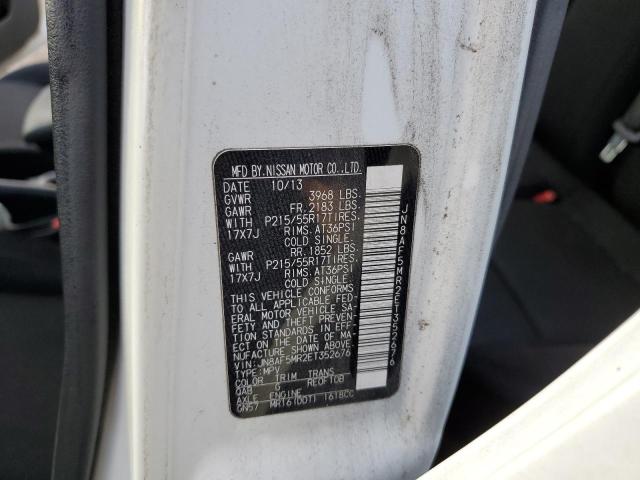 MFD BY.NISSAN MOTOR CO.,LTD.
DATE 10/13
GVWR 3968 LBS.
GAWR FR.2183 LBS.
WITH P215/55R17TIRES.
17X7J RIMS.AT36PSI
COLD SINGLE.
GAWR RR.1852 LBS.
WITH P215/55R17TIRES.
17X7J RIMS.AT36PSI
COLD SINGLE.
THIS VEHICLE CONFORMS
TO ALL APPLICABLE FED-
ERAL MOTOR VEHICLE SA-
FETY AND THEFT PREVEN-
TION STANDARDS IN EFF-
ECT ON THE DATE OF MA-
NUFACTURE SHOWN ABOVE.
VIN:JN8AF5MR2ET352676
TYPE:MPV
COLOR TRIM TRANS
QAB G RE0F10B
AXLE ENGINE
GN57 MR16(DDT) 1618CC
JN8AF5MR2ET352676